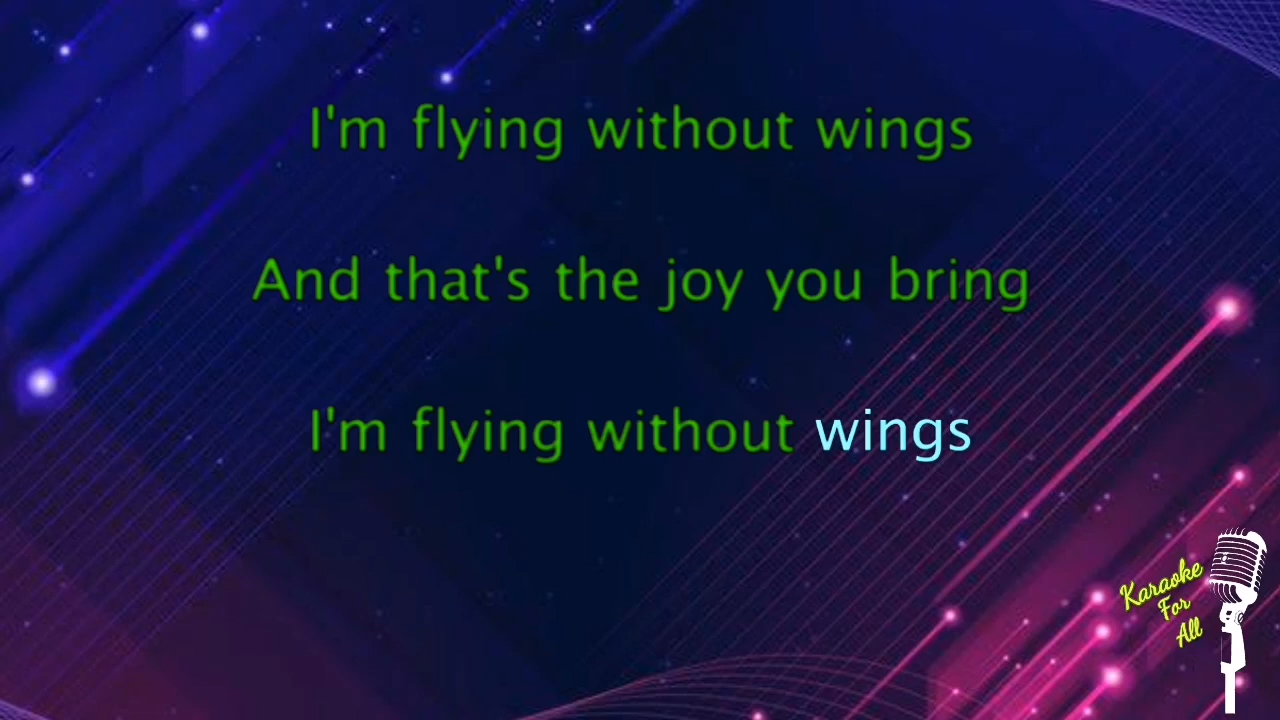 I'm flying without wings
And that's the joy you bring
I'm flying without wings
Karaoke
For
All